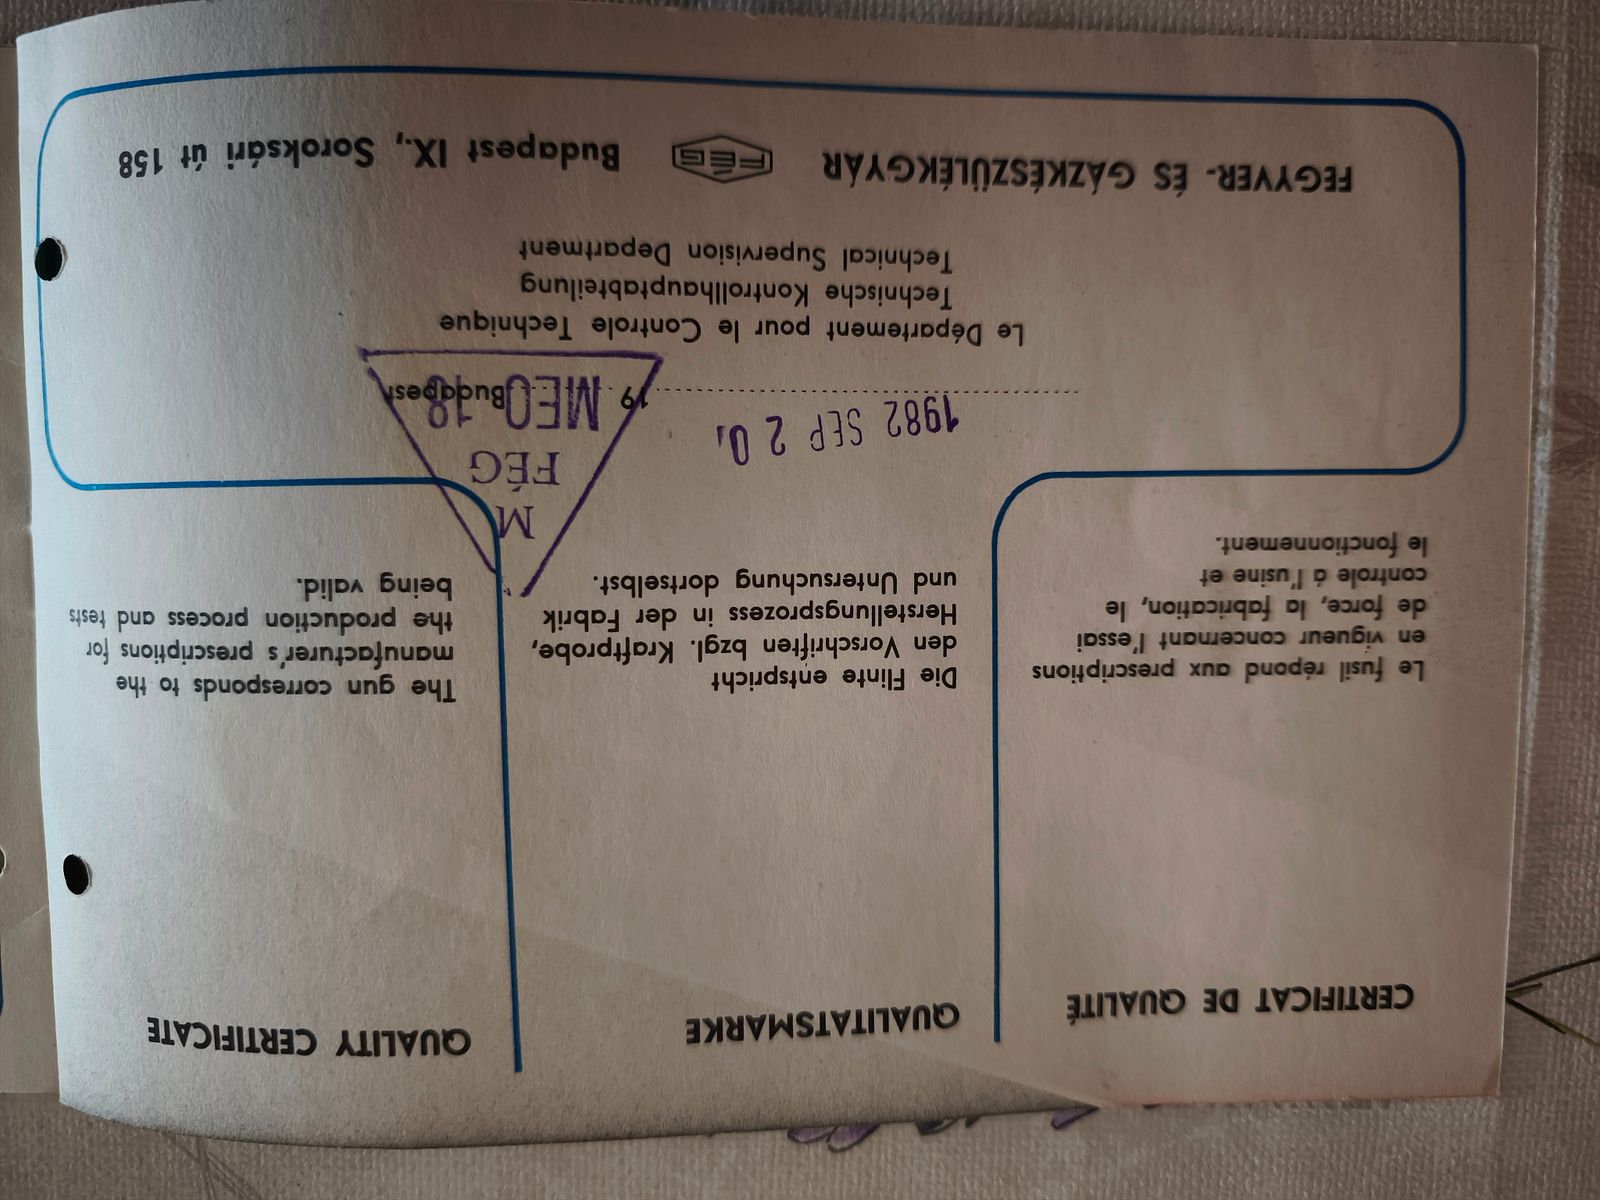 CERTIFICAT DE QUALITÉ
Le fusil répond aux prescriptions
en vigueur concernant l'essai
de force, la fabrication, le
controle á l'usine et
le fonctionnement.
QUALITATSMARKE
Die Flinte entspricht
den Vorschriften bzgl. Kraftprobe,
Herstellungsprozess in der Fabrik
und Untersuchung dortselbst.
QUALITY CERTIFICATE
The gun corresponds to the
manufacturer's prescriptions for
the production process and tests
being valid.
M
FÉG
MEO 18
1982 SEP 2 0.
19 Budapest
Le Département pour le Controle Technique
Technische Kontrollhauptabteilung
Technical Supervision Department
FEGYVER- ÉS GÁZKÉSZÜLÉKGYÁR FÉG Budapest IX., Soroksári út 158